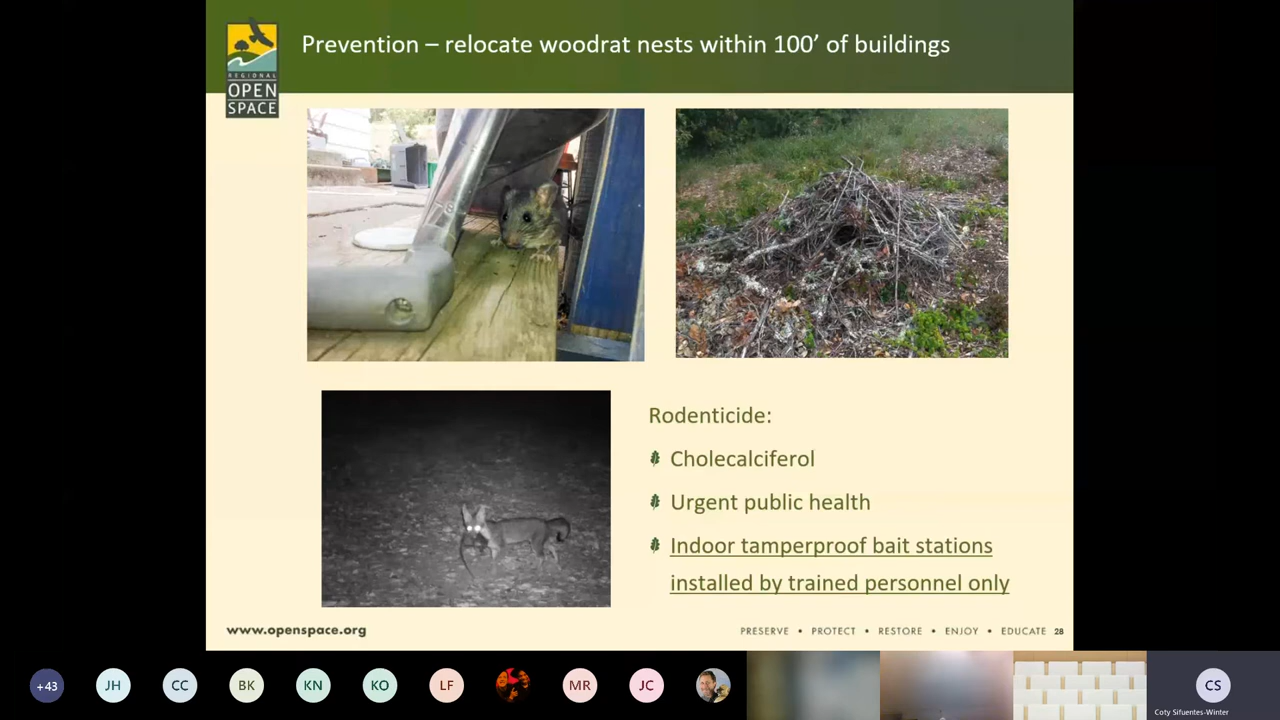 Prevention – relocate woodrat nests within 100’ of buildings
REGIONAL
OPEN
SPACE
Rodenticide:
Cholecalciferol
Urgent public health
Indoor tamperproof bait stations
installed by trained personnel only
www.openspace.org
PRESERVE • PROTECT • RESTORE • ENJOY • EDUCATE 28
+43 JH CC BK KN KO LF MR JC CS
Coty Sifuentes-Winter